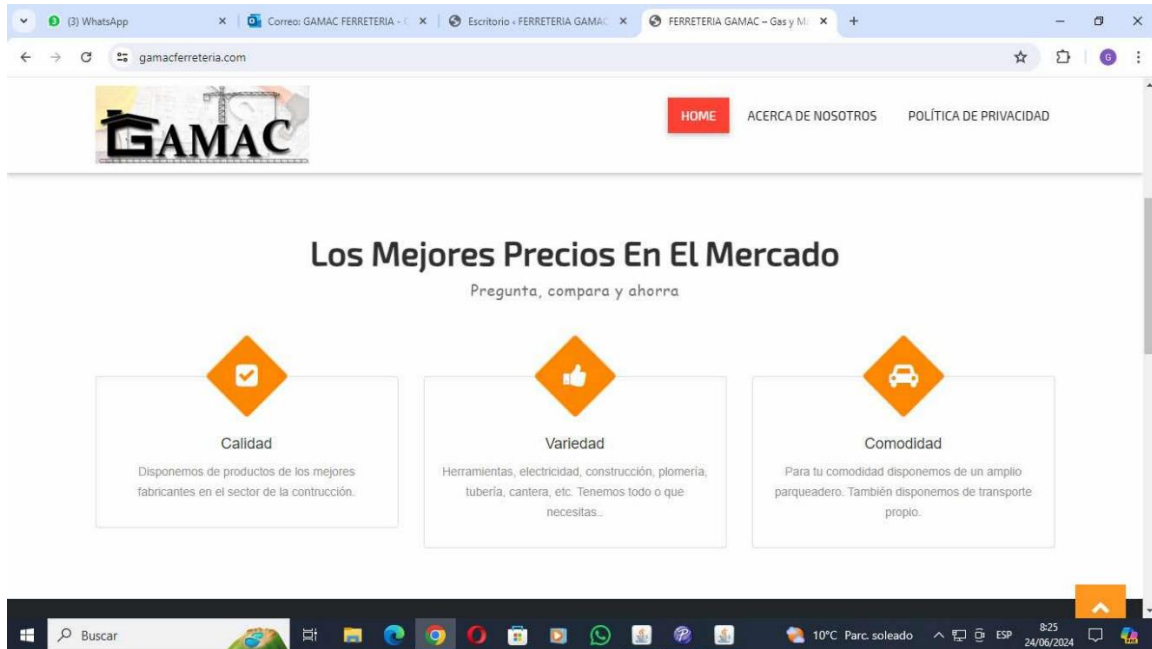 (3) WhatsApp
Correo: GAMAC FERRETERIA -
Escritorio ‹ FERRETERIA GAMAC
FERRETERIA GAMAC – Gas y M
gamacferreteria.com
GAMAC
HOME
ACERCA DE NOSOTROS
POLÍTICA DE PRIVACIDAD
Los Mejores Precios En El Mercado
Pregunta, compara y ahorra
Calidad
Disponemos de productos de los mejores
fabricantes en el sector de la contrucción.
Variedad
Herramientas, electricidad, construcción, plomería,
tubería, cantera, etc. Tenemos todo o que
necesitas..
Comodidad
Para tu comodidad disponemos de un amplio
parqueadero. También disponemos de transporte
propio.
Buscar
10°C Parc. soleado
ESP
8:25
24/06/2024